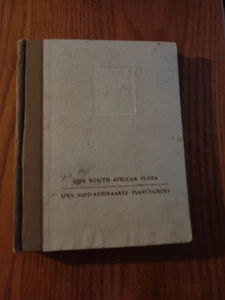 OUR SOUTH AFRICAN FLORA
ONS SUID-AFRIKAANSE PLANTEGROEI